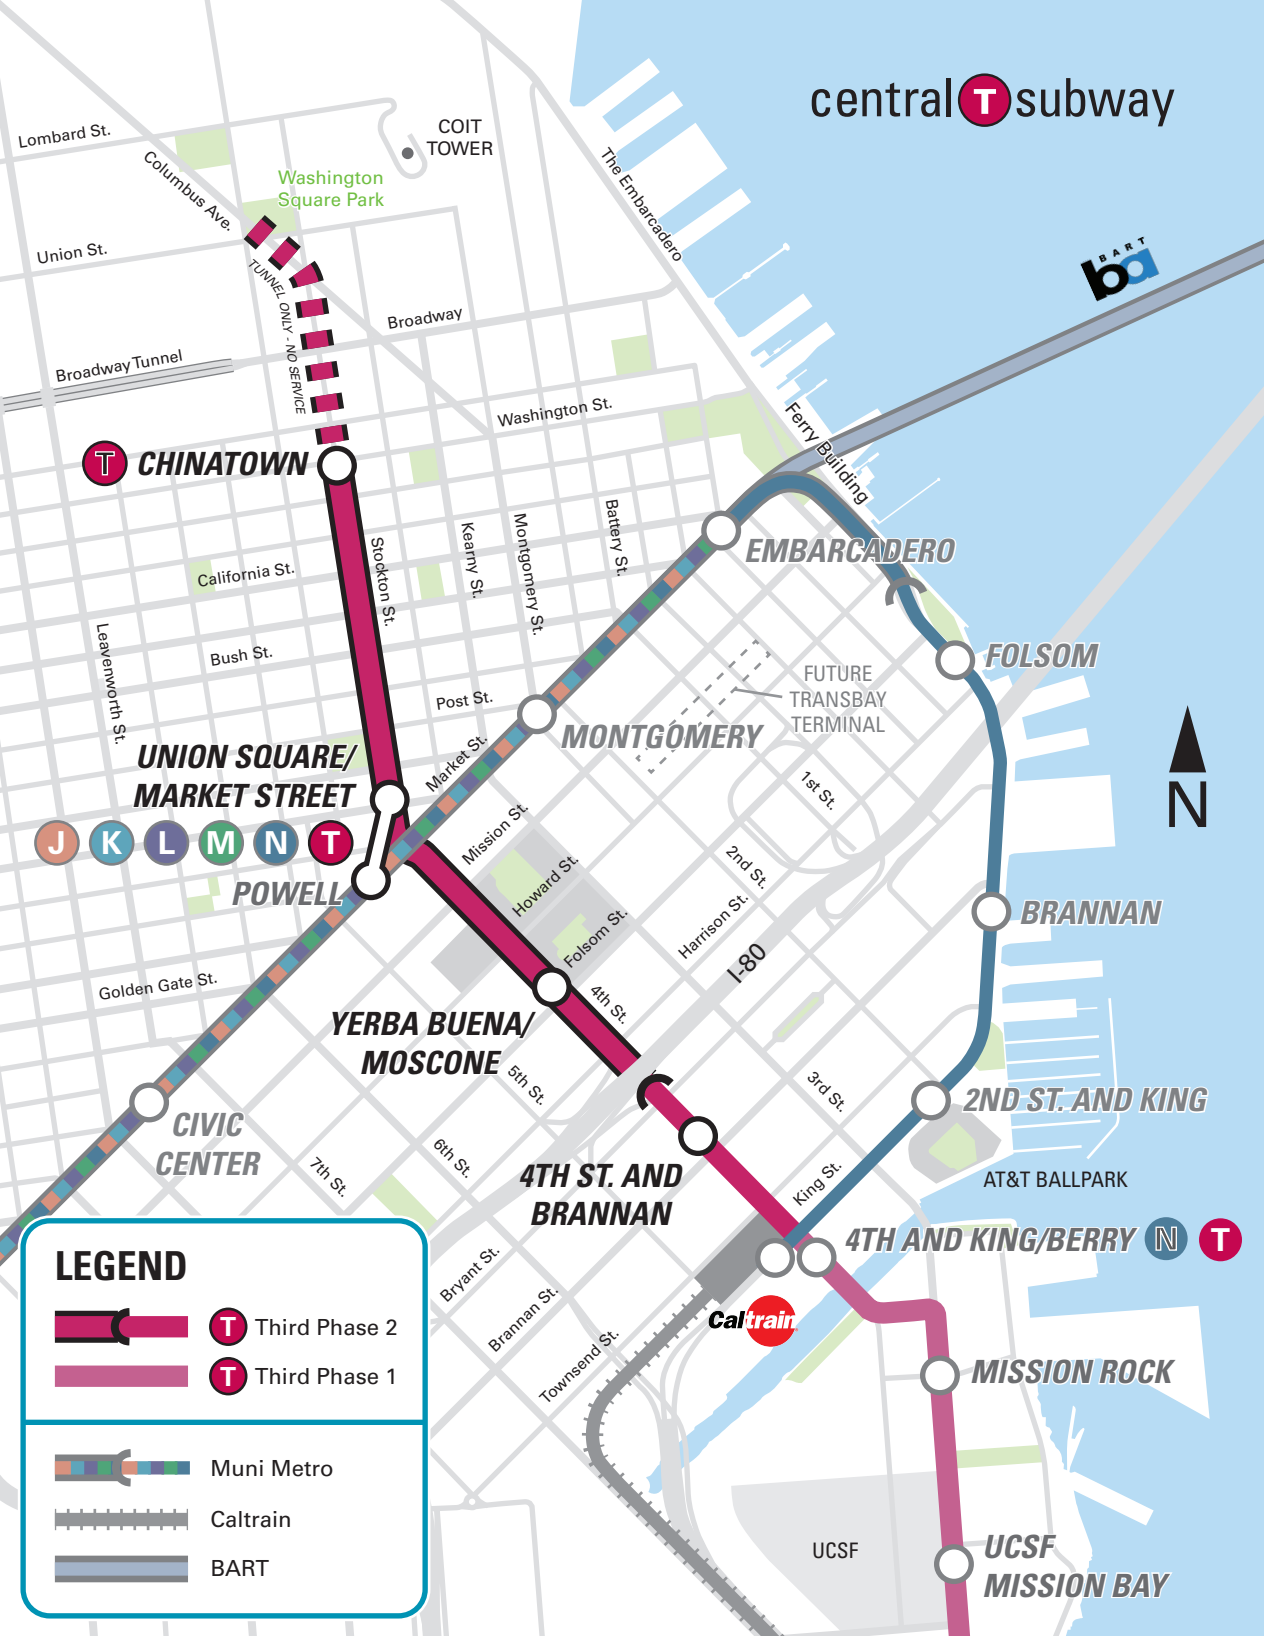 central T subway
Lombard St.
COIT
TOWER
Columbus Ave.
Washington
Square Park
The Embarcadero
Union St.
TUNNEL ONLY - NO SERVICE
BART
ba
Broadway
Broadway Tunnel
Washington St.
Ferry Building
T CHINATOWN
Stockton St.
Kearny St.
Montgomery St.
Battery St.
EMBARCADERO
California St.
Leavenworth St.
Bush St.
FOLSOM
FUTURE
TRANSBAY
TERMINAL
Post St.
MONTGOMERY
Market St.
UNION SQUARE/
MARKET STREET
J K L M N T
POWELL
1st St.
N
Mission St.
Howard St.
Folsom St.
2nd St.
Harrison St.
I-80
BRANNAN
Golden Gate St.
4th St.
YERBA BUENA/
MOSCONE
5th St.
3rd St.
2ND ST. AND KING
CIVIC
CENTER
6th St.
7th St.
4TH ST. AND
BRANNAN
King St.
AT&T BALLPARK
4TH AND KING/BERRY N T
Bryant St.
Brannan St.
Townsend St.
Caltrain
MISSION ROCK
UCSF
UCSF
MISSION BAY
LEGEND
T Third Phase 2
T Third Phase 1
Muni Metro
Caltrain
BART